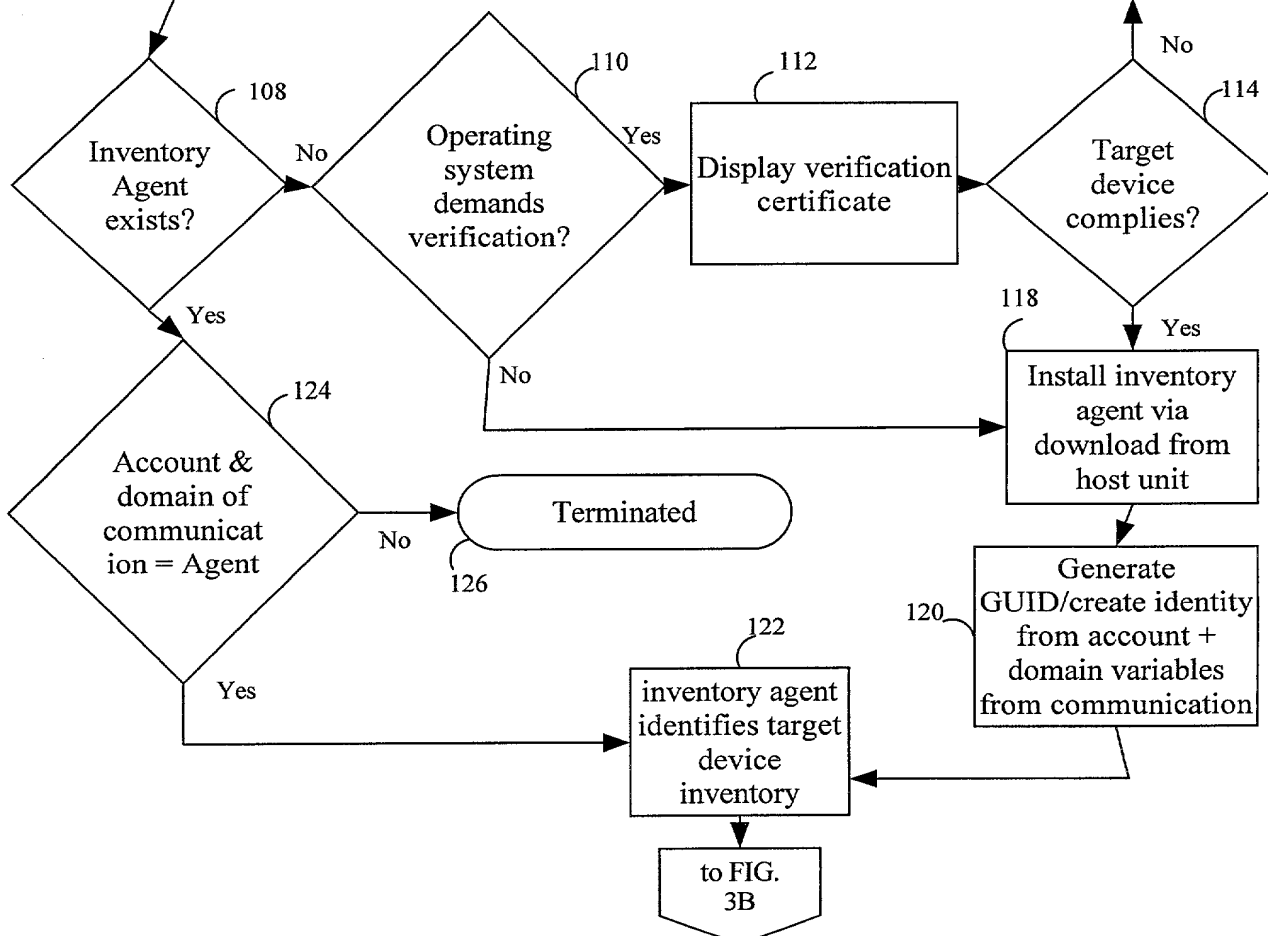 108
Inventory
Agent
exists?
No
Yes
110
Operating
system
demands
verification?
Yes
No
112
Display verification
certificate
114
Target
device
complies?
No
Yes
118
Install inventory
agent via
download from
host unit
124
Account &
domain of
communicat
ion = Agent
No
Yes
Terminated
126
120
Generate
GUID/create identity
from account +
domain variables
from communication
122
inventory agent
identifies target
device
inventory
to FIG.
3B